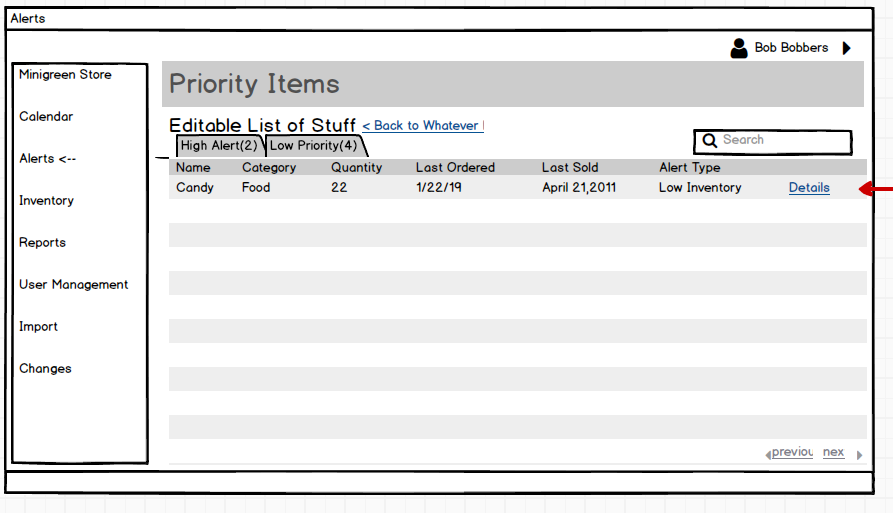 Alerts
Bob Bobbers
Minigreen Store
Calendar
Alerts <--
Inventory
Reports
User Management
Import
Changes
Priority Items
Editable List of Stuff < Back to Whatever
High Alert(2) Low Priority(4)
Search
Name Category Quantity Last Ordered Last Sold Alert Type
Candy Food 22 1/22/19 April 21,2011 Low Inventory Details
previou nex